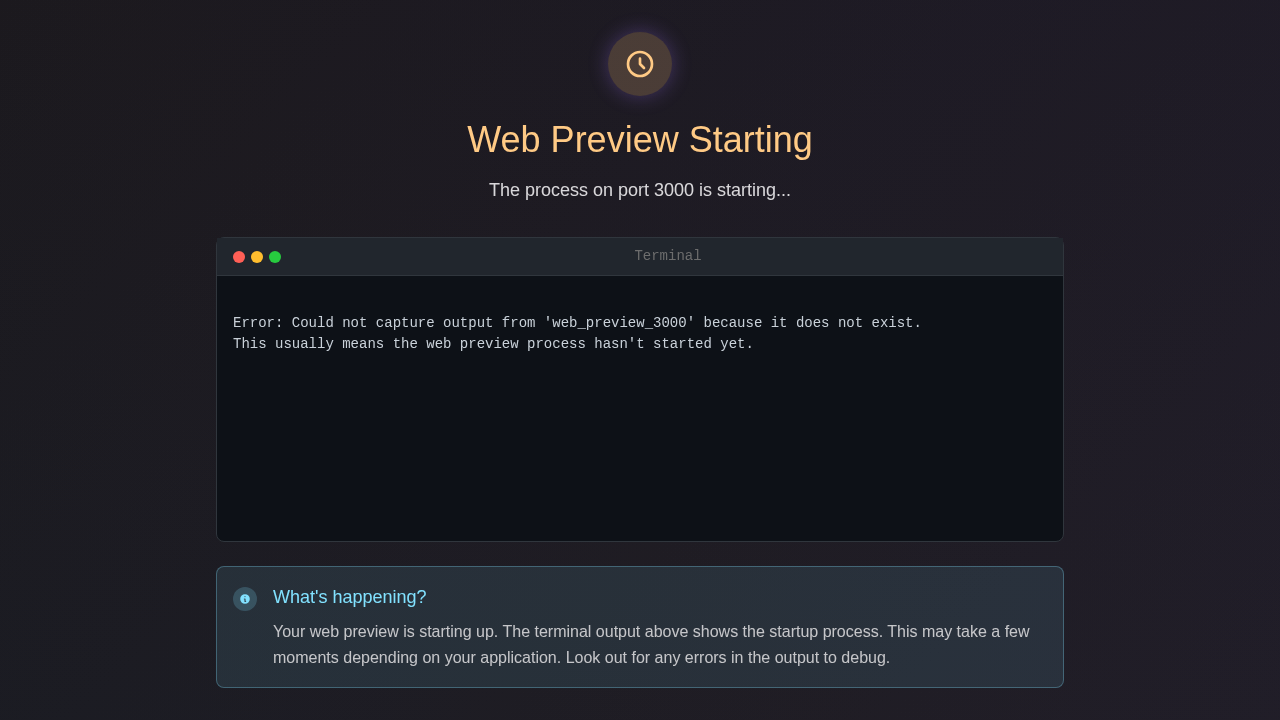 Web Preview Starting
The process on port 3000 is starting...
Terminal
Error: Could not capture output from 'web_preview_3000' because it does not exist.
This usually means the web preview process hasn't started yet.
What's happening?
Your web preview is starting up. The terminal output above shows the startup process. This may take a few
moments depending on your application. Look out for any errors in the output to debug.